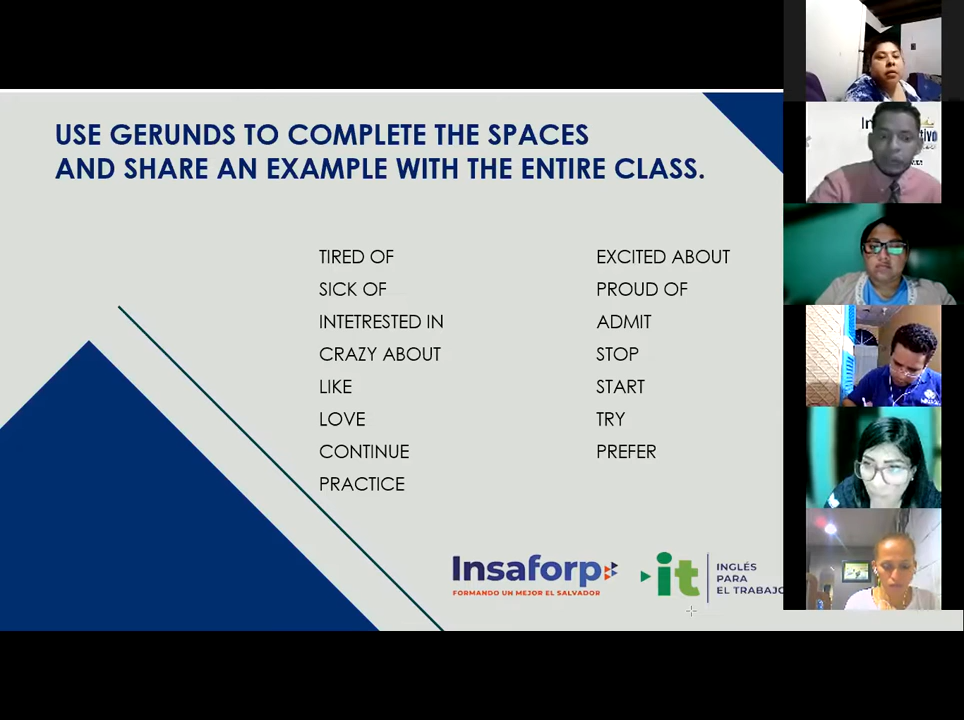 USE GERUNDS TO COMPLETE THE SPACES
AND SHARE AN EXAMPLE WITH THE ENTIRE CLASS.
TIRED OF
SICK OF
INTETRESTED IN
CRAZY ABOUT
LIKE
LOVE
CONTINUE
PRACTICE
EXCITED ABOUT
PROUD OF
ADMIT
STOP
START
TRY
PREFER
Insaforp
FORMANDO UN MEJOR EL SALVADOR
it
INGLÉS
PARA
EL TRABAJO